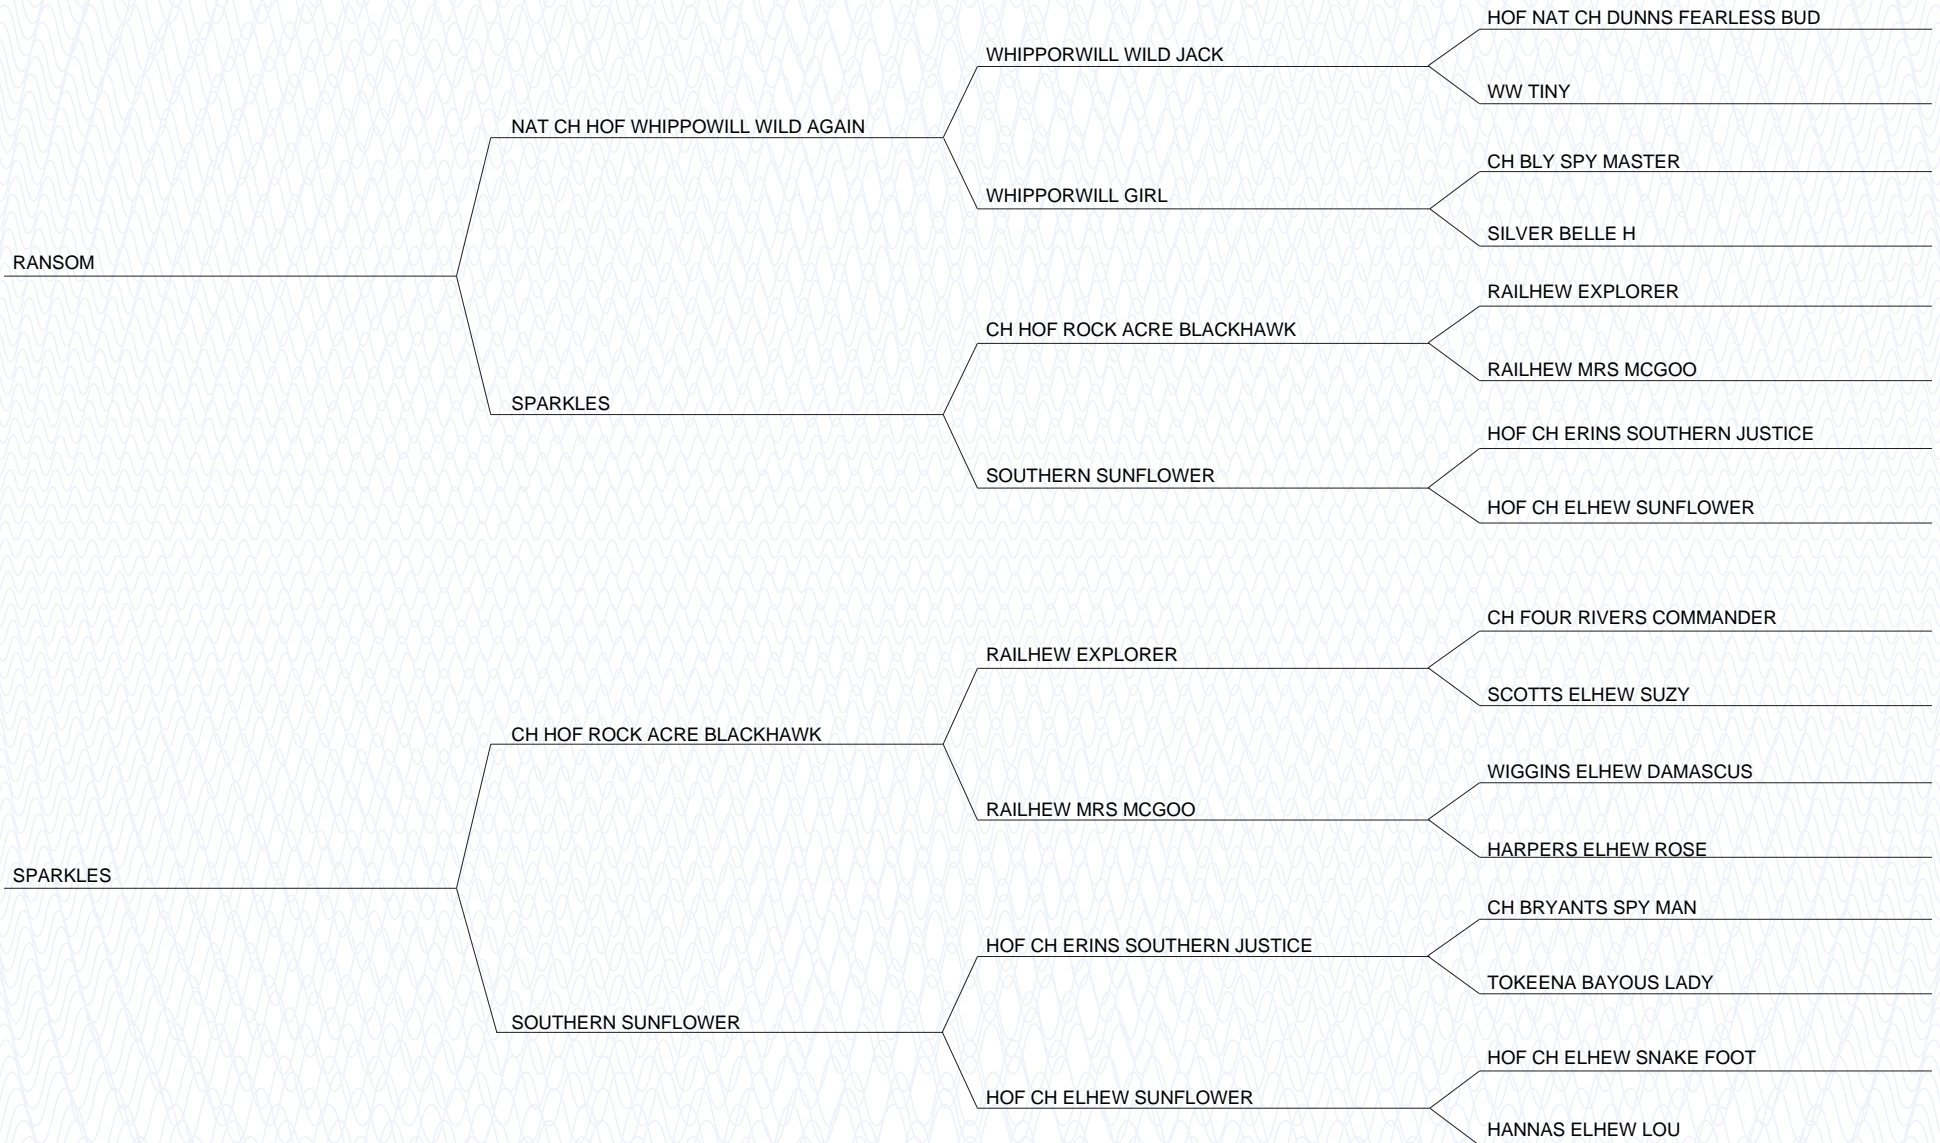 HOF NAT CH DUNNS FEARLESS BUD
WHIPPORWILL WILD JACK
WW TINY
NAT CH HOF WHIPPOWILL WILD AGAIN
CH BLY SPY MASTER
WHIPPORWILL GIRL
SILVER BELLE H
RANSOM
RAILHEW EXPLORER
CH HOF ROCK ACRE BLACKHAWK
RAILHEW MRS MCGOO
SPARKLES
HOF CH ERINS SOUTHERN JUSTICE
SOUTHERN SUNFLOWER
HOF CH ELHEW SUNFLOWER
CH FOUR RIVERS COMMANDER
RAILHEW EXPLORER
SCOTTS ELHEW SUZY
CH HOF ROCK ACRE BLACKHAWK
WIGGINS ELHEW DAMASCUS
RAILHEW MRS MCGOO
HARPERS ELHEW ROSE
SPARKLES
CH BRYANTS SPY MAN
HOF CH ERINS SOUTHERN JUSTICE
TOKEENA BAYOUS LADY
SOUTHERN SUNFLOWER
HOF CH ELHEW SNAKE FOOT
HOF CH ELHEW SUNFLOWER
HANNAS ELHEW LOU